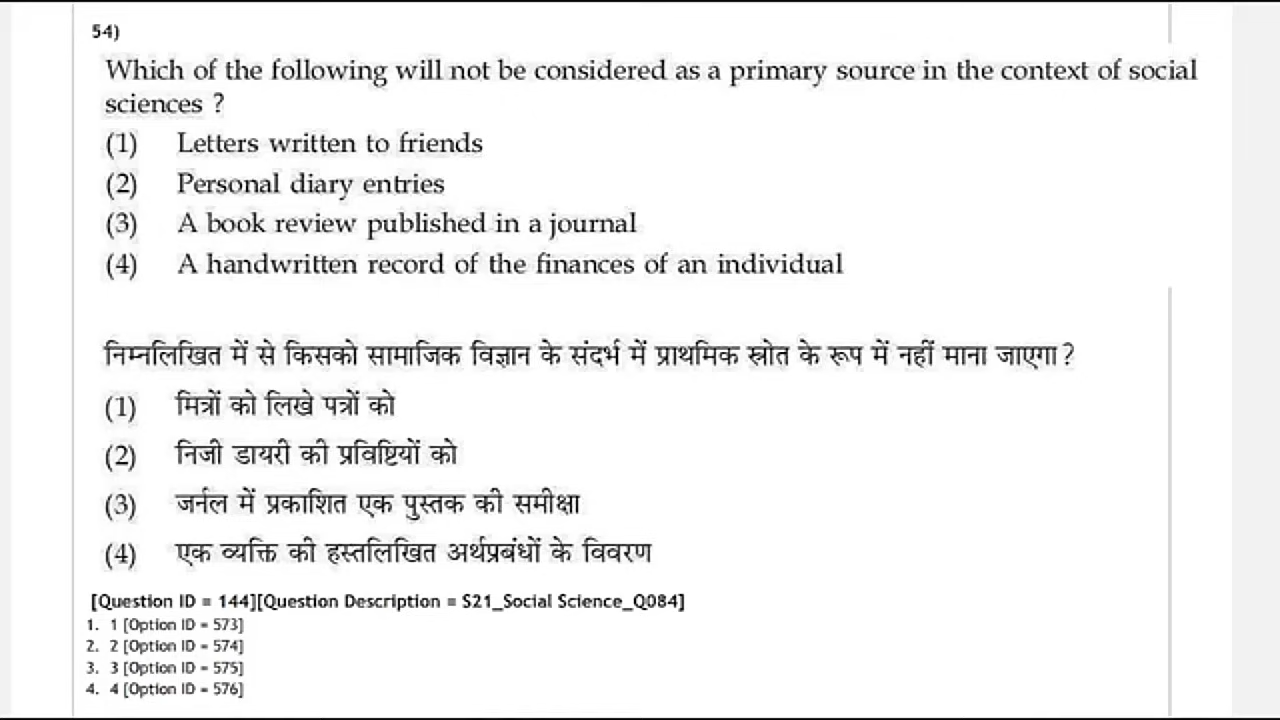 54)
Which of the following will not be considered as a primary source in the context of social
sciences ?
(1) Letters written to friends
(2) Personal diary entries
(3) A book review published in a journal
(4) A handwritten record of the finances of an individual
निम्नलिखित में से किसको सामाजिक विज्ञान के संदर्भ में प्राथमिक स्रोत के रूप में नहीं माना जाएगा ?
(1) मित्रों को लिखे पत्रों को
(2) निजी डायरी की प्रविष्टियों को
(3) जर्नल में प्रकाशित एक पुस्तक की समीक्षा
(4) एक व्यक्ति की हस्तलिखित अर्थप्रबंधों के विवरण
[Question ID = 144][Question Description = S21_Social Science_Q084]
1. 1 [Option ID = 573]
2. 2 [Option ID = 574]
3. 3 [Option ID = 575]
4. 4 [Option ID = 576]